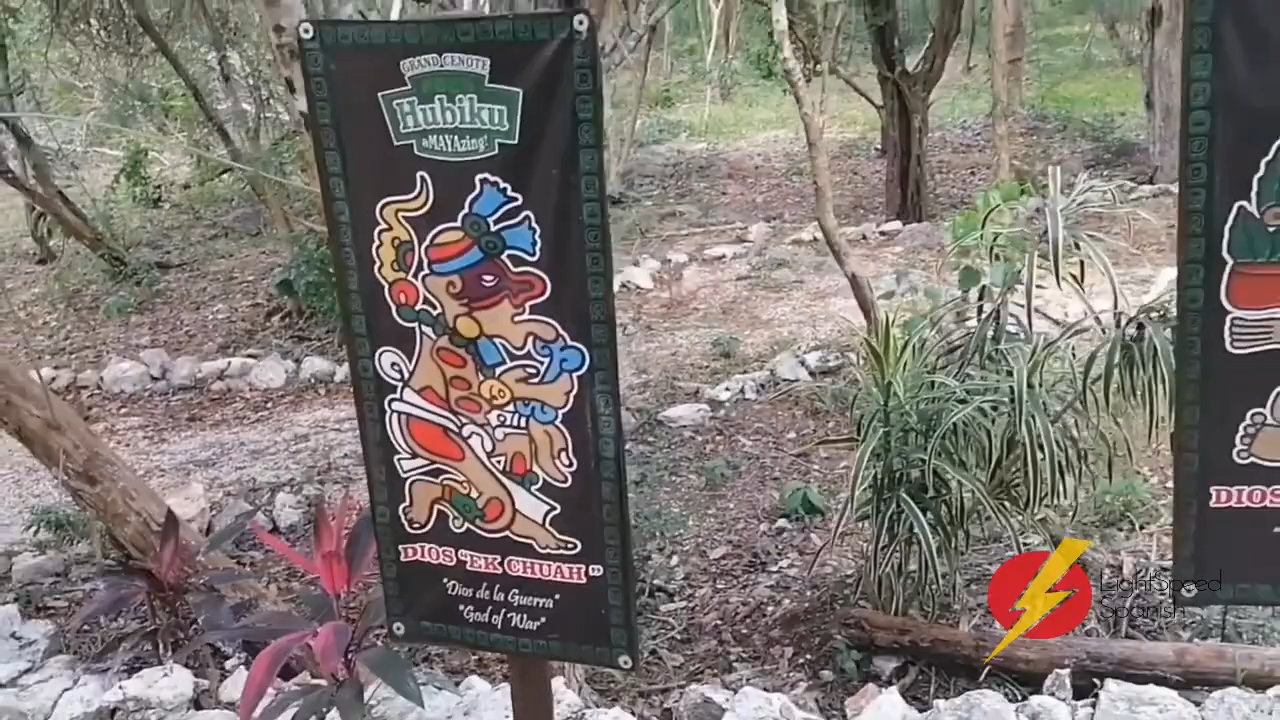 GRAND CENOTE
Hubiku
aMAYAzing!
DIOS "EK CHUAH"
"Dios de la Guerra"
"God of War"
DIOS
LightSpeed
Spanish